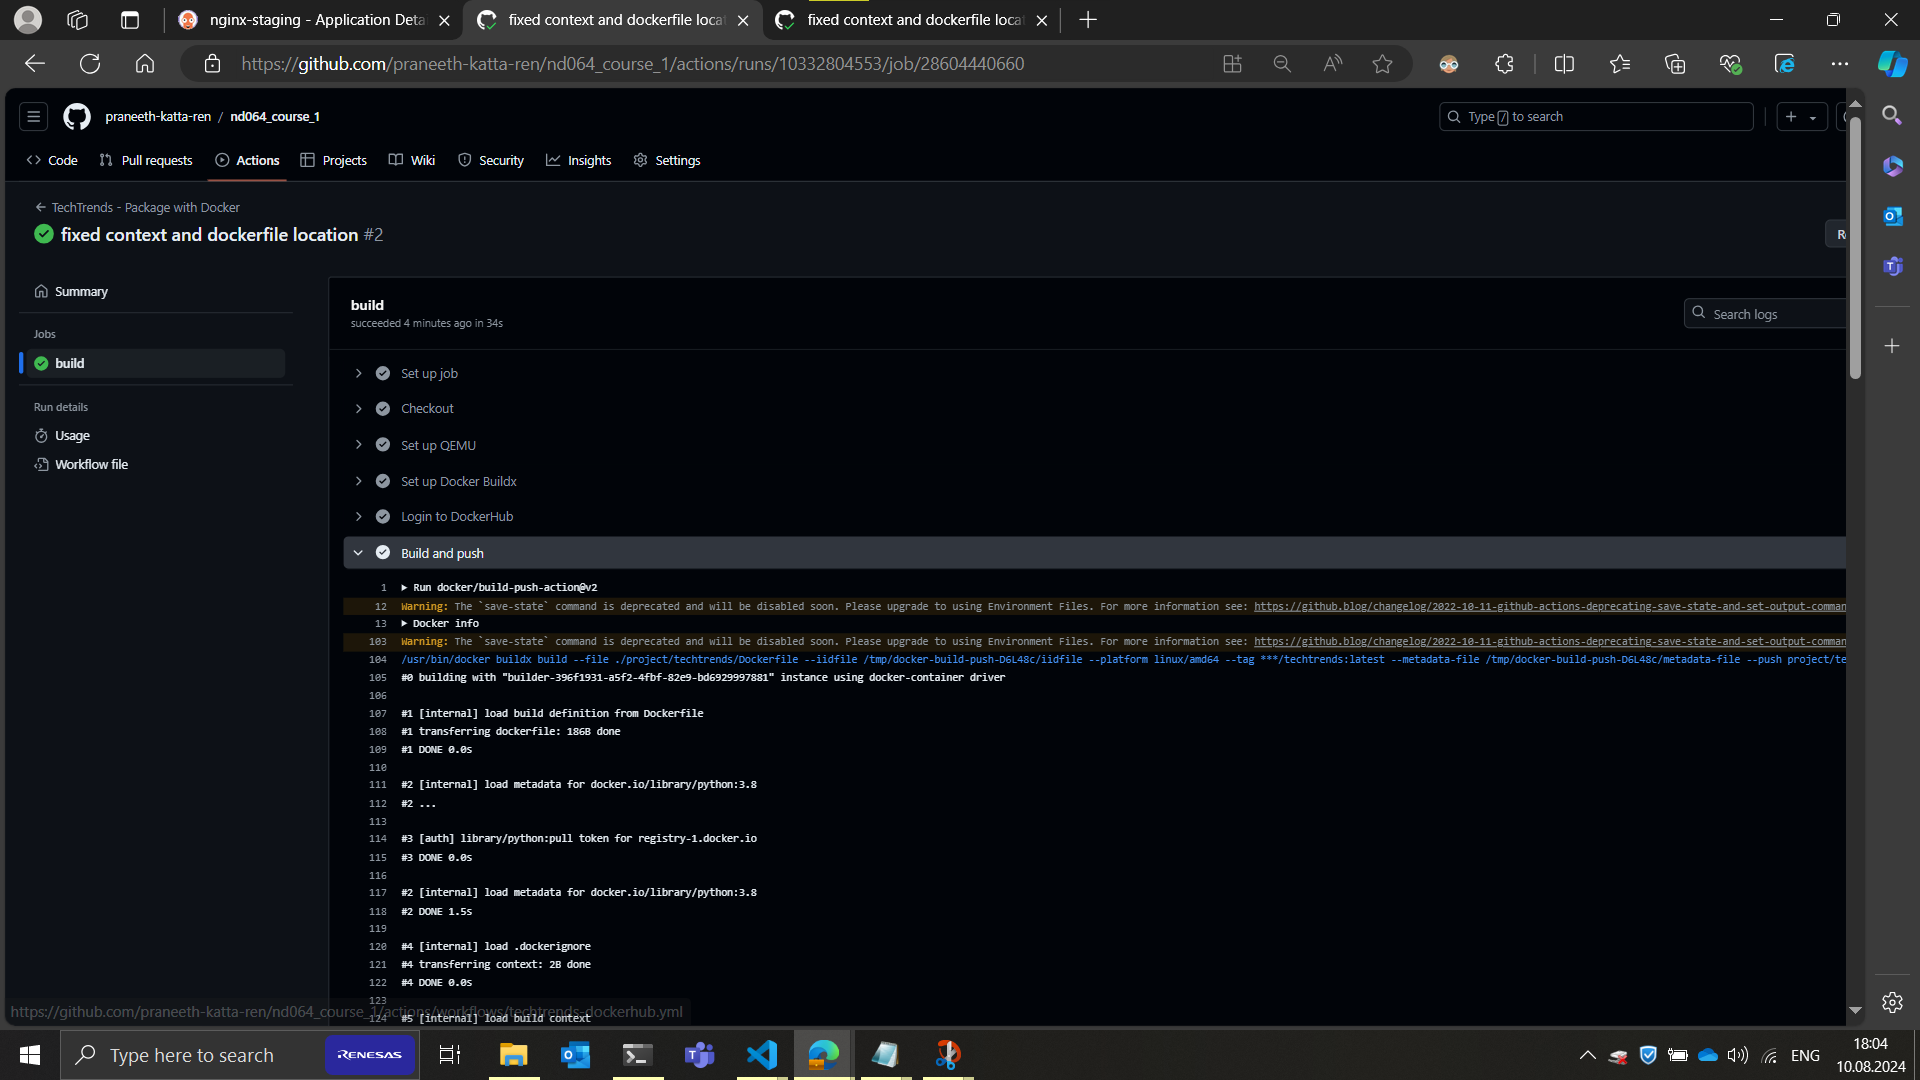 nginx-staging - Application Deta
fixed context and dockerfile locat
fixed context and dockerfile locat
https://github.com/praneeth-katta-ren/nd064_course_1/actions/runs/10332804553/job/28604440660
praneeth-katta-ren / nd064_course_1
Type / to search
Code
Pull requests
Actions
Projects
Wiki
Security
Insights
Settings
TechTrends - Package with Docker
fixed context and dockerfile location #2
Re
Summary
Jobs
build
Run details
Usage
Workflow file
build
succeeded 4 minutes ago in 34s
Search logs
Set up job
Checkout
Set up QEMU
Set up Docker Buildx
Login to DockerHub
Build and push
1 ▶ Run docker/build-push-action@v2
12 Warning: The `save-state` command is deprecated and will be disabled soon. Please upgrade to using Environment Files. For more information see: https://github.blog/changelog/2022-10-11-github-actions-deprecating-save-state-and-set-output-comman
13 ▶ Docker info
103 Warning: The `save-state` command is deprecated and will be disabled soon. Please upgrade to using Environment Files. For more information see: https://github.blog/changelog/2022-10-11-github-actions-deprecating-save-state-and-set-output-comman
104 /usr/bin/docker buildx build --file ./project/techtrends/Dockerfile --iidfile /tmp/docker-build-push-D6L48c/iidfile --platform linux/amd64 --tag ***/techtrends:latest --metadata-file /tmp/docker-build-push-D6L48c/metadata-file --push project/te
105 #0 building with "builder-396f1931-a5f2-4fbf-82e9-bd6929997881" instance using docker-container driver
106
107 #1 [internal] load build definition from Dockerfile
108 #1 transferring dockerfile: 186B done
109 #1 DONE 0.0s
110
111 #2 [internal] load metadata for docker.io/library/python:3.8
112 #2 ...
113
114 #3 [auth] library/python:pull token for registry-1.docker.io
115 #3 DONE 0.0s
116
117 #2 [internal] load metadata for docker.io/library/python:3.8
118 #2 DONE 1.5s
119
120 #4 [internal] load .dockerignore
121 #4 transferring context: 2B done
122 #4 DONE 0.0s
123
124 #5 [internal] load build context
https://github.com/praneeth-katta-ren/nd064_course_1/actions/workflows/techtrends-dockerhub.yml
Type here to search
RENESAS
ENG
18:04
10.08.2024